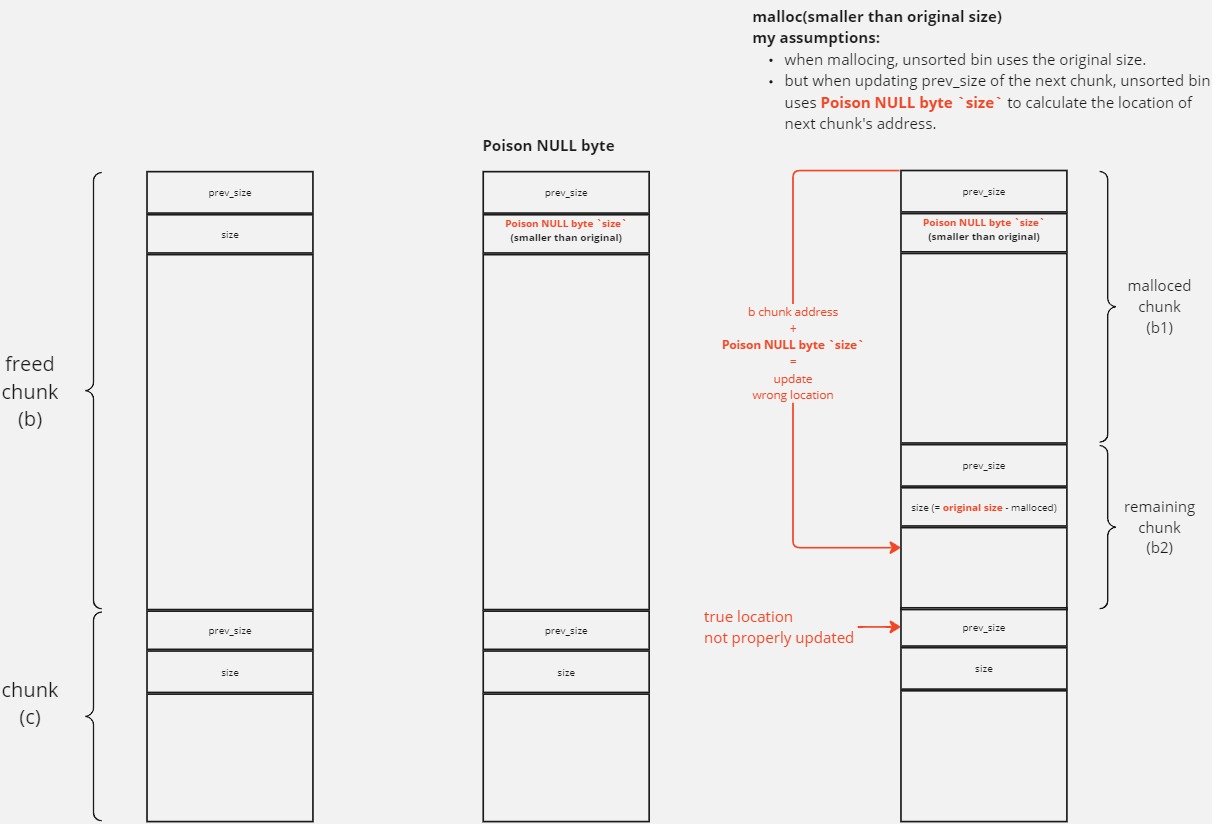 malloc(smaller than original size)
my assumptions:
• when mallocing, unsorted bin uses the original size.
• but when updating prev_size of the next chunk, unsorted bin
uses Poison NULL byte `size` to calculate the location of
next chunk's address.
freed
chunk
(b)
chunk
(c)
prev_size
size
prev_size
size
Poison NULL byte
prev_size
Poison NULL byte `size`
(smaller than original)
prev_size
size
b chunk address
+
Poison NULL byte `size`
=
update
wrong location
true location
not properly updated
prev_size
Poison NULL byte `size`
(smaller than original)
prev_size
size (= original size - malloced)
prev_size
size
malloced
chunk
(b1)
remaining
chunk
(b2)